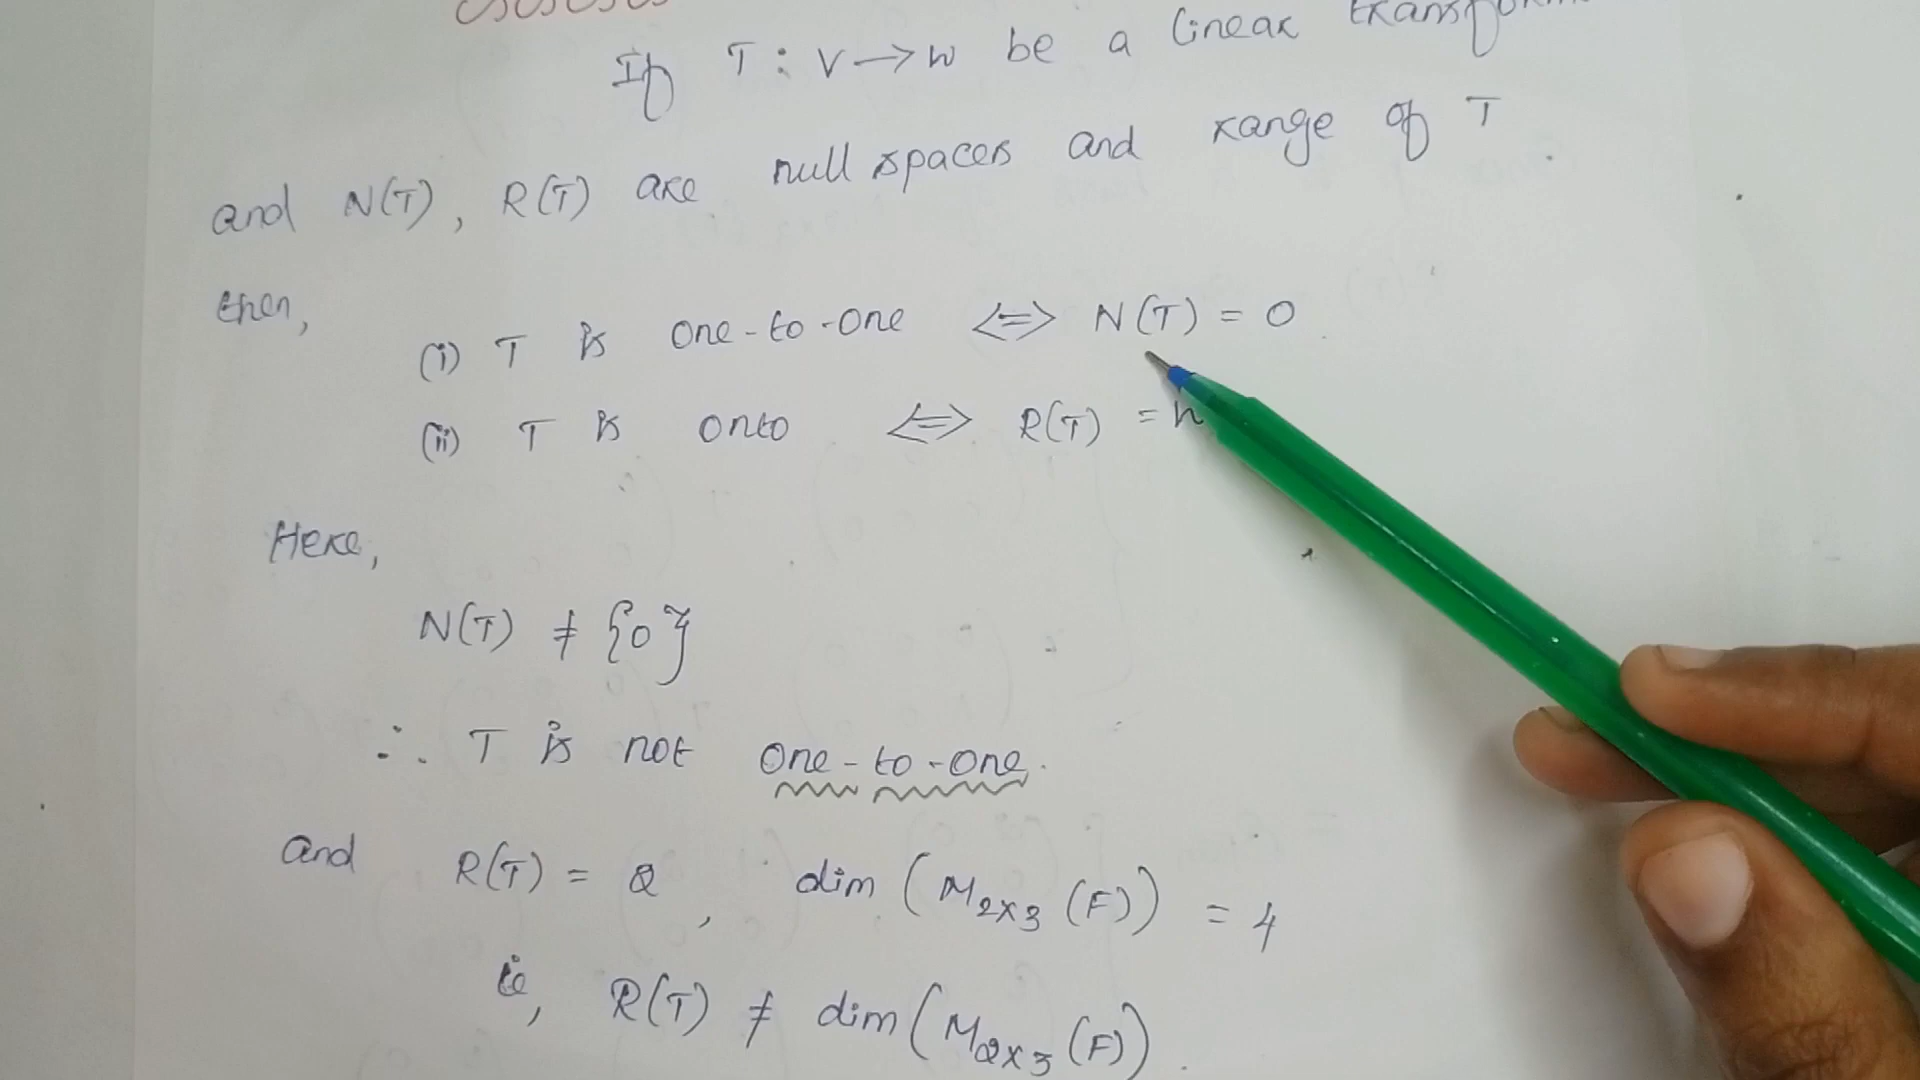 If T : V → W be a linear
and N(T), R(T) are null spaces and range of T
then,
(i) T is one-to-one ⇔ N(T) = 0
(ii) T is onto ⇔ R(T) =
Here,
N(T) ≠ {0}
∴ T is not one-to-one.
and R(T) = 2, dim (M2x3 (F)) = 4
ie, R(T) ≠ dim (M2x3 (F)).